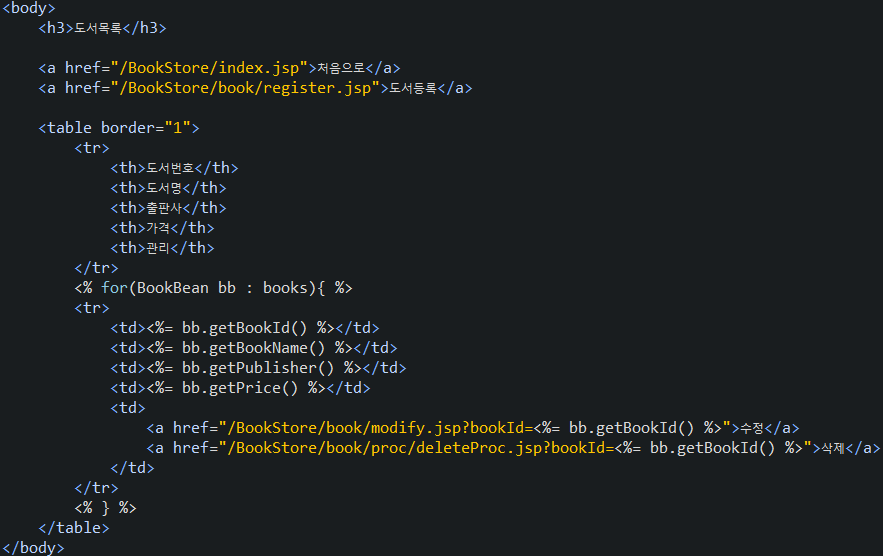 <body>
    <h3>도서목록</h3>

    <a href="/BookStore/index.jsp">처음으로</a>
    <a href="/BookStore/book/register.jsp">도서등록</a>

    <table border="1">
        <tr>
            <th>도서번호</th>
            <th>도서명</th>
            <th>출판사</th>
            <th>가격</th>
            <th>관리</th>
        </tr>
        <% for(BookBean bb : books){ %>
        <tr>
            <td><%= bb.getBookId() %></td>
            <td><%= bb.getBookName() %></td>
            <td><%= bb.getPublisher() %></td>
            <td><%= bb.getPrice() %></td>
            <td>
                <a href="/BookStore/book/modify.jsp?bookId=<%= bb.getBookId() %>">수정</a>
                <a href="/BookStore/book/proc/deleteProc.jsp?bookId=<%= bb.getBookId() %>">삭제</a>
            </td>
        </tr>
        <% } %>
    </table>
</body>